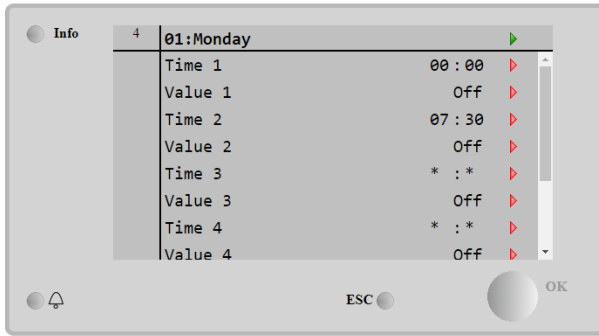 Info
4 01:Monday
Time 1 00:00
Value 1 Off
Time 2 07:30
Value 2 Off
Time 3 * :*
Value 3 Off
Time 4 * :*
Value 4 Off
ESC
OK